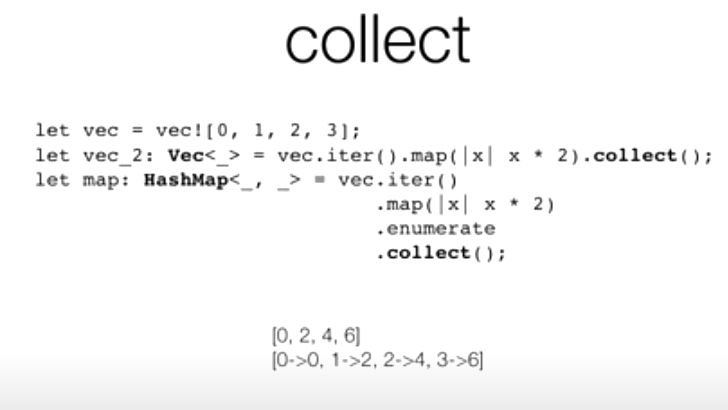 collect
let vec = vec![0, 1, 2, 3];
let vec_2: Vec<_> = vec.iter().map(|x| x * 2).collect();
let map: HashMap<_, _> = vec.iter()
.map(|x| x * 2)
.enumerate
.collect();
[0, 2, 4, 6]
[0->0, 1->2, 2->4, 3->6]